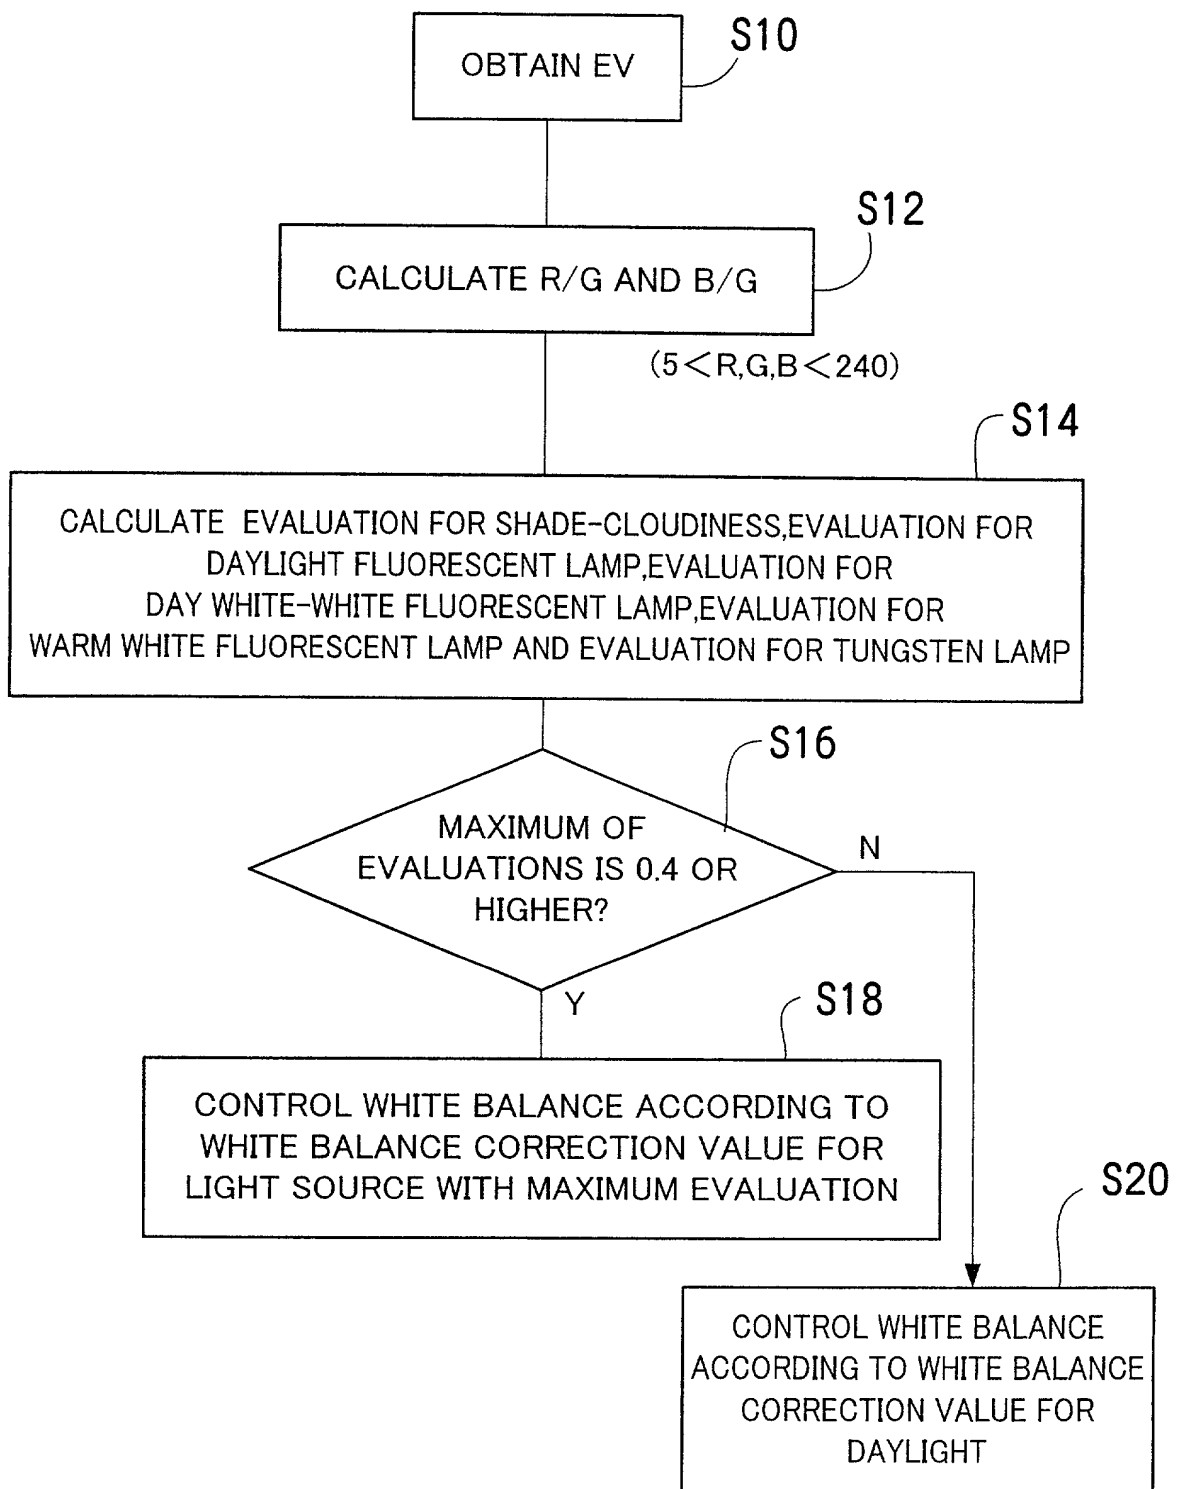 S10
OBTAIN EV
S12
CALCULATE R/G AND B/G
(5<R,G,B<240)
S14
CALCULATE EVALUATION FOR SHADE-CLOUDINESS,EVALUATION FOR
DAYLIGHT FLUORESCENT LAMP,EVALUATION FOR
DAY WHITE-WHITE FLUORESCENT LAMP,EVALUATION FOR
WARM WHITE FLUORESCENT LAMP AND EVALUATION FOR TUNGSTEN LAMP
S16
MAXIMUM OF
EVALUATIONS IS 0.4 OR
HIGHER?
N
Y
S18
CONTROL WHITE BALANCE ACCORDING TO
WHITE BALANCE CORRECTION VALUE FOR
LIGHT SOURCE WITH MAXIMUM EVALUATION
S20
CONTROL WHITE BALANCE
ACCORDING TO WHITE BALANCE
CORRECTION VALUE FOR
DAYLIGHT